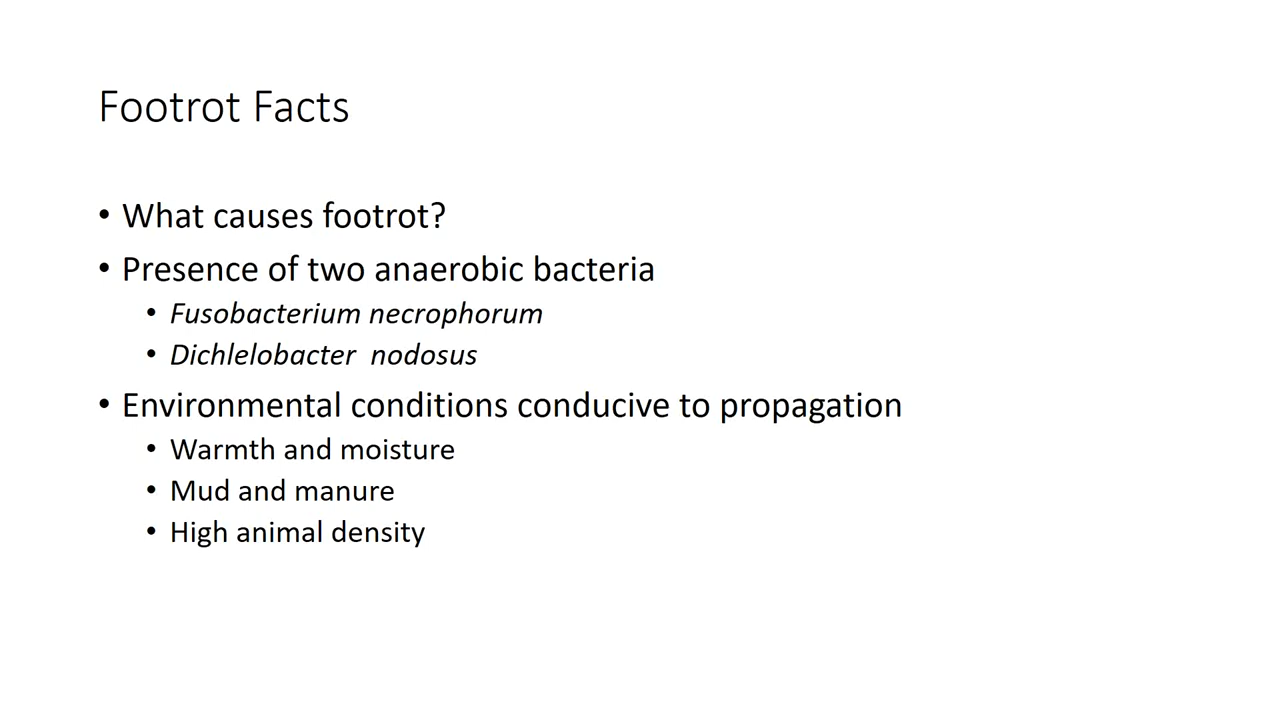 Footrot Facts
• What causes footrot?
• Presence of two anaerobic bacteria
• Fusobacterium necrophorum
• Dichlelobacter nodosus
• Environmental conditions conducive to propagation
• Warmth and moisture
• Mud and manure
• High animal density